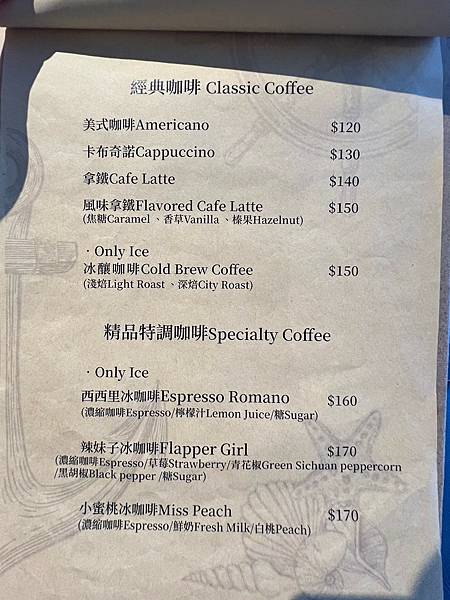 經典咖啡 Classic Coffee
美式咖啡Americano $120
卡布奇諾Cappuccino $130
拿鐵Cafe Latte $140
風味拿鐵Flavored Cafe Latte $150
(焦糖Caramel、香草Vanilla、榛果Hazelnut)
·Only Ice
冰釀咖啡Cold Brew Coffee $150
(淺焙Light Roast、深焙City Roast)
精品特調咖啡Specialty Coffee
·Only Ice
西西里冰咖啡Espresso Romano $160
(濃縮咖啡Espresso/檸檬汁Lemon Juice/糖Sugar)
辣妹子冰咖啡Flapper Girl $170
(濃縮咖啡Espresso/草莓Strawberry/青花椒Green Sichuan peppercorn
/黑胡椒Black pepper /糖Sugar)
小蜜桃冰咖啡Miss Peach $170
(濃縮咖啡Espresso/鮮奶Fresh Milk/白桃Peach)